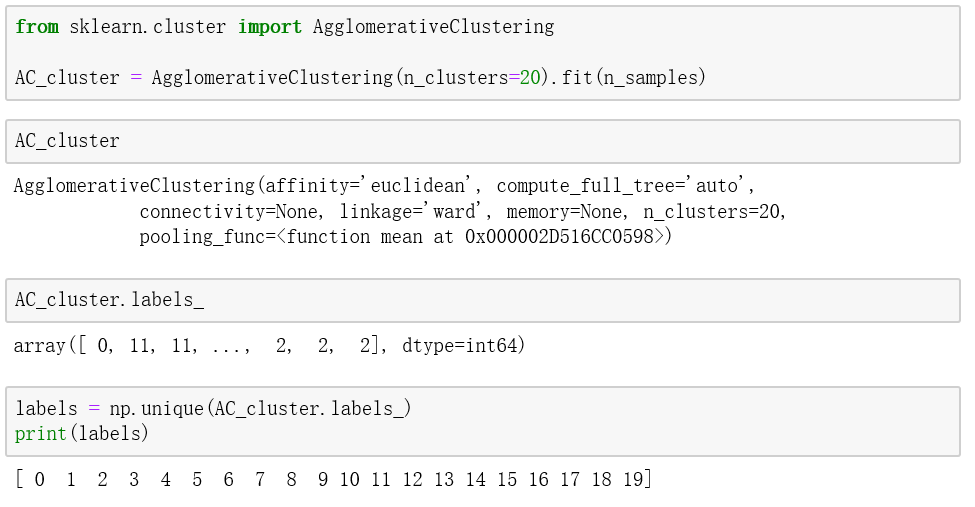 from sklearn.cluster import AgglomerativeClustering
AC_cluster = AgglomerativeClustering(n_clusters=20).fit(n_samples)
AC_cluster
AgglomerativeClustering(affinity='euclidean', compute_full_tree='auto',
connectivity=None, linkage='ward', memory=None, n_clusters=20,
pooling_func=<function mean at 0x000002D516CC0598>)
AC_cluster.labels_
array([ 0, 11, 11, ...,  2,  2,  2], dtype=int64)
labels = np.unique(AC_cluster.labels_)
print(labels)
[ 0  1  2  3  4  5  6  7  8  9 10 11 12 13 14 15 16 17 18 19]